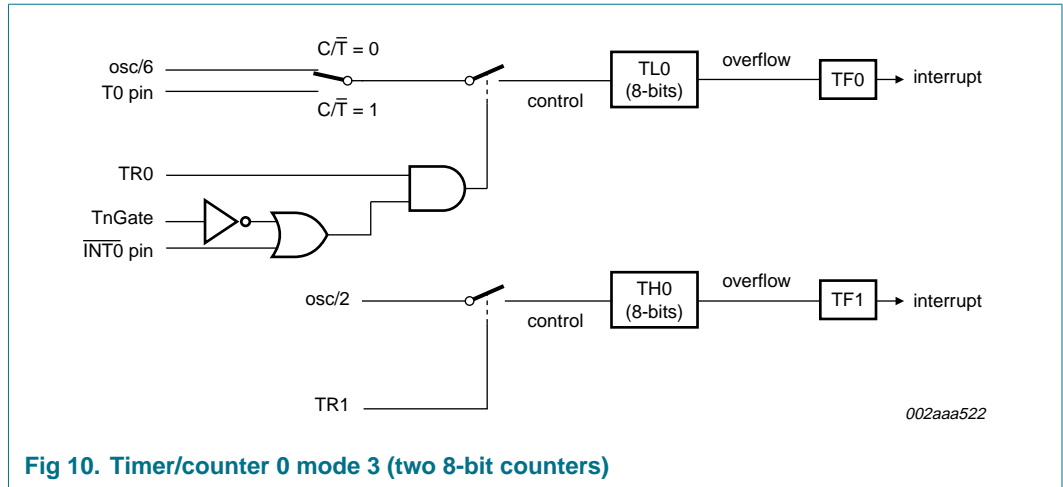 C/T̅ = 0
osc/6
T0 pin
C/T̅ = 1
control
TL0
(8-bits)
overflow
TF0
interrupt
TR0
TnGate
I̅N̅T̅0̅ pin
osc/2
control
TH0
(8-bits)
overflow
TF1
interrupt
TR1
002aaa522
Fig 10. Timer/counter 0 mode 3 (two 8-bit counters)